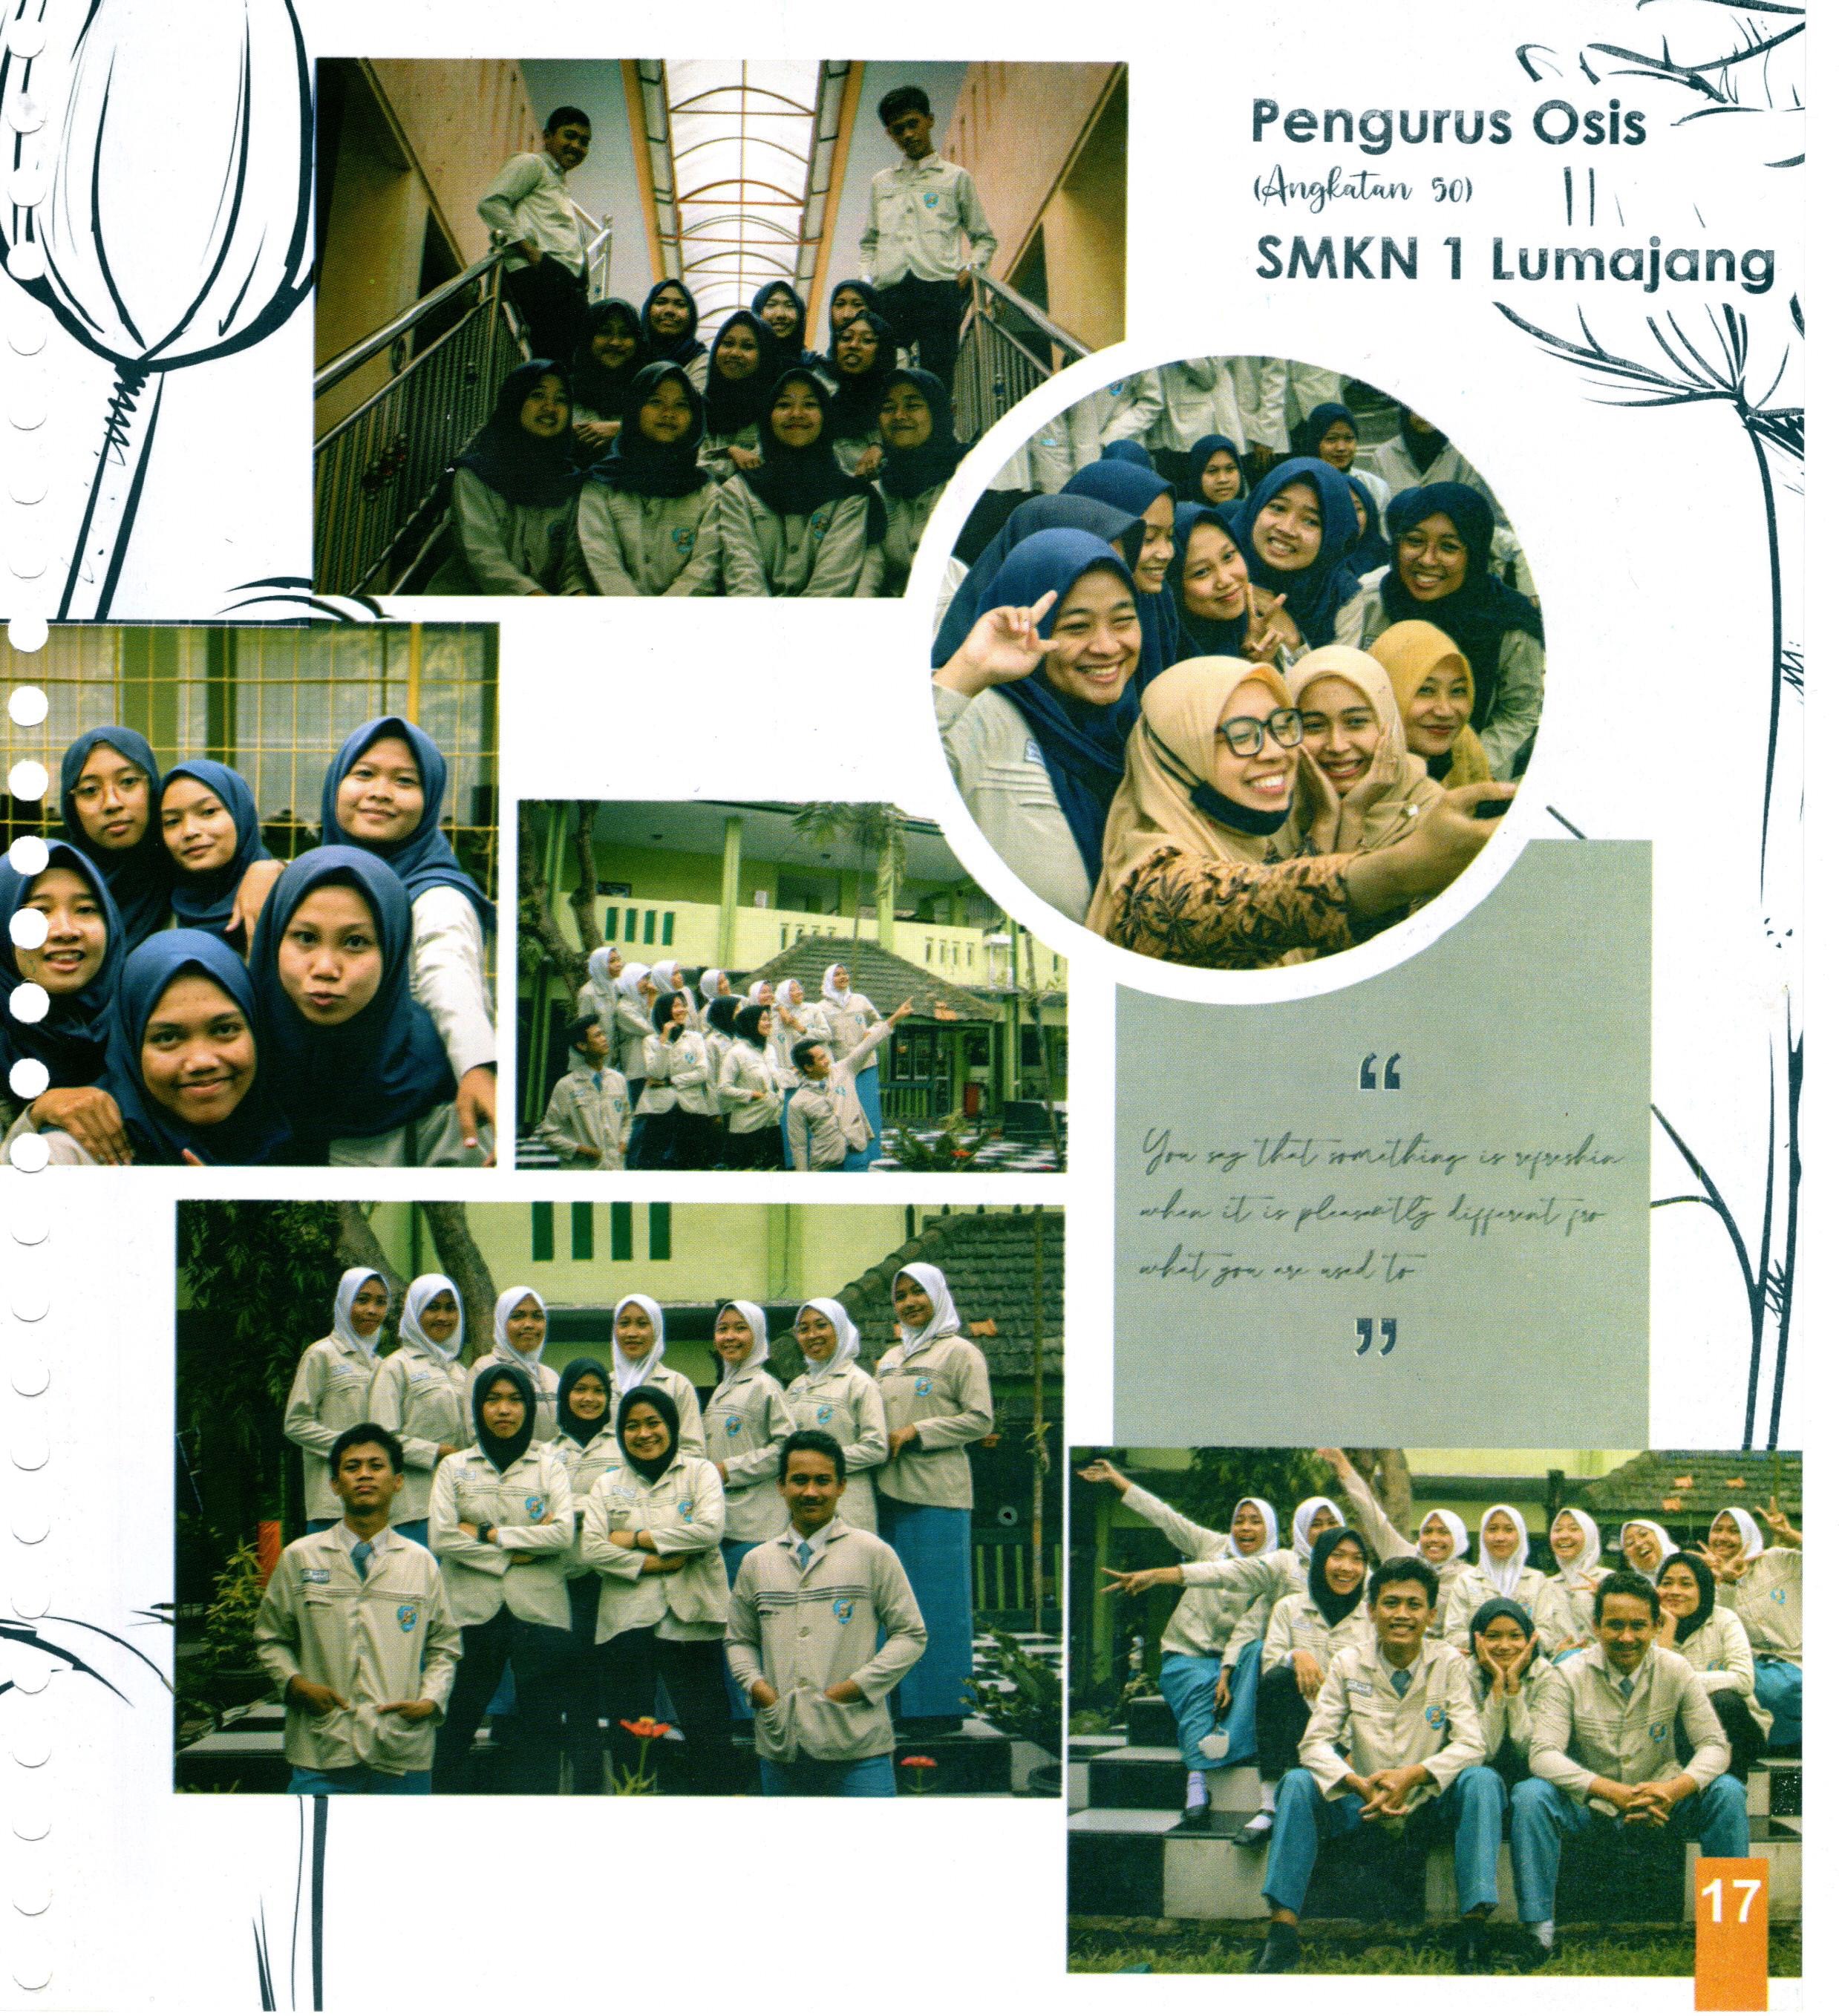 Pengurus Osis
(Angkatan 50)
SMKN 1 Lumajang
“
You say that something is refreshin
when it is pleasantly different fro
what you are used to
”
17